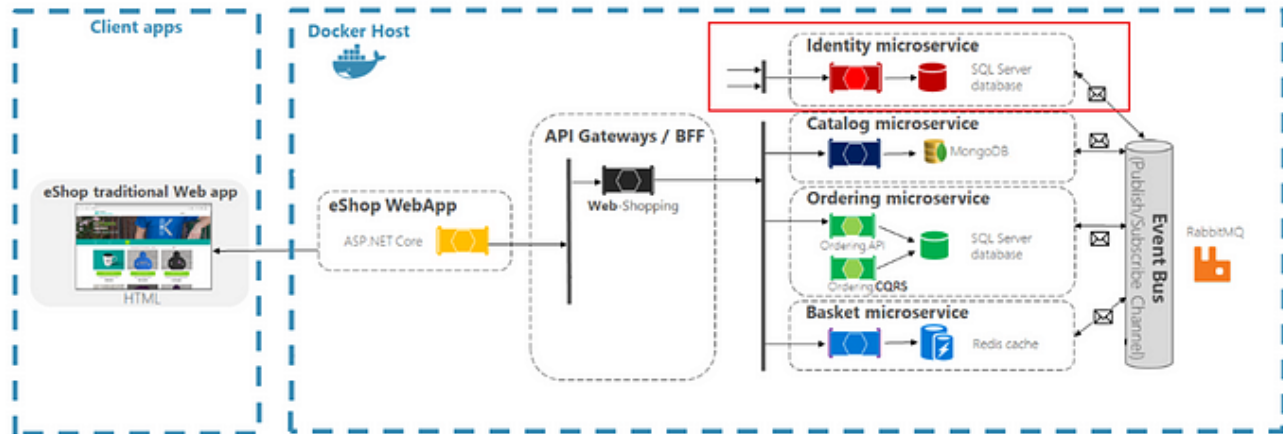 Client apps
eShop traditional Web app
HTML
Docker Host
eShop WebApp
ASP.NET Core
API Gateways / BFF
Web-Shopping
Identity microservice
SQL Server
database
Catalog microservice
MongoDB
Ordering microservice
Ordering.API
SQL Server
database
Ordering CQRS
Basket microservice
Redis cache
Event Bus
(Publish/Subscribe Channel)
RabbitMQ